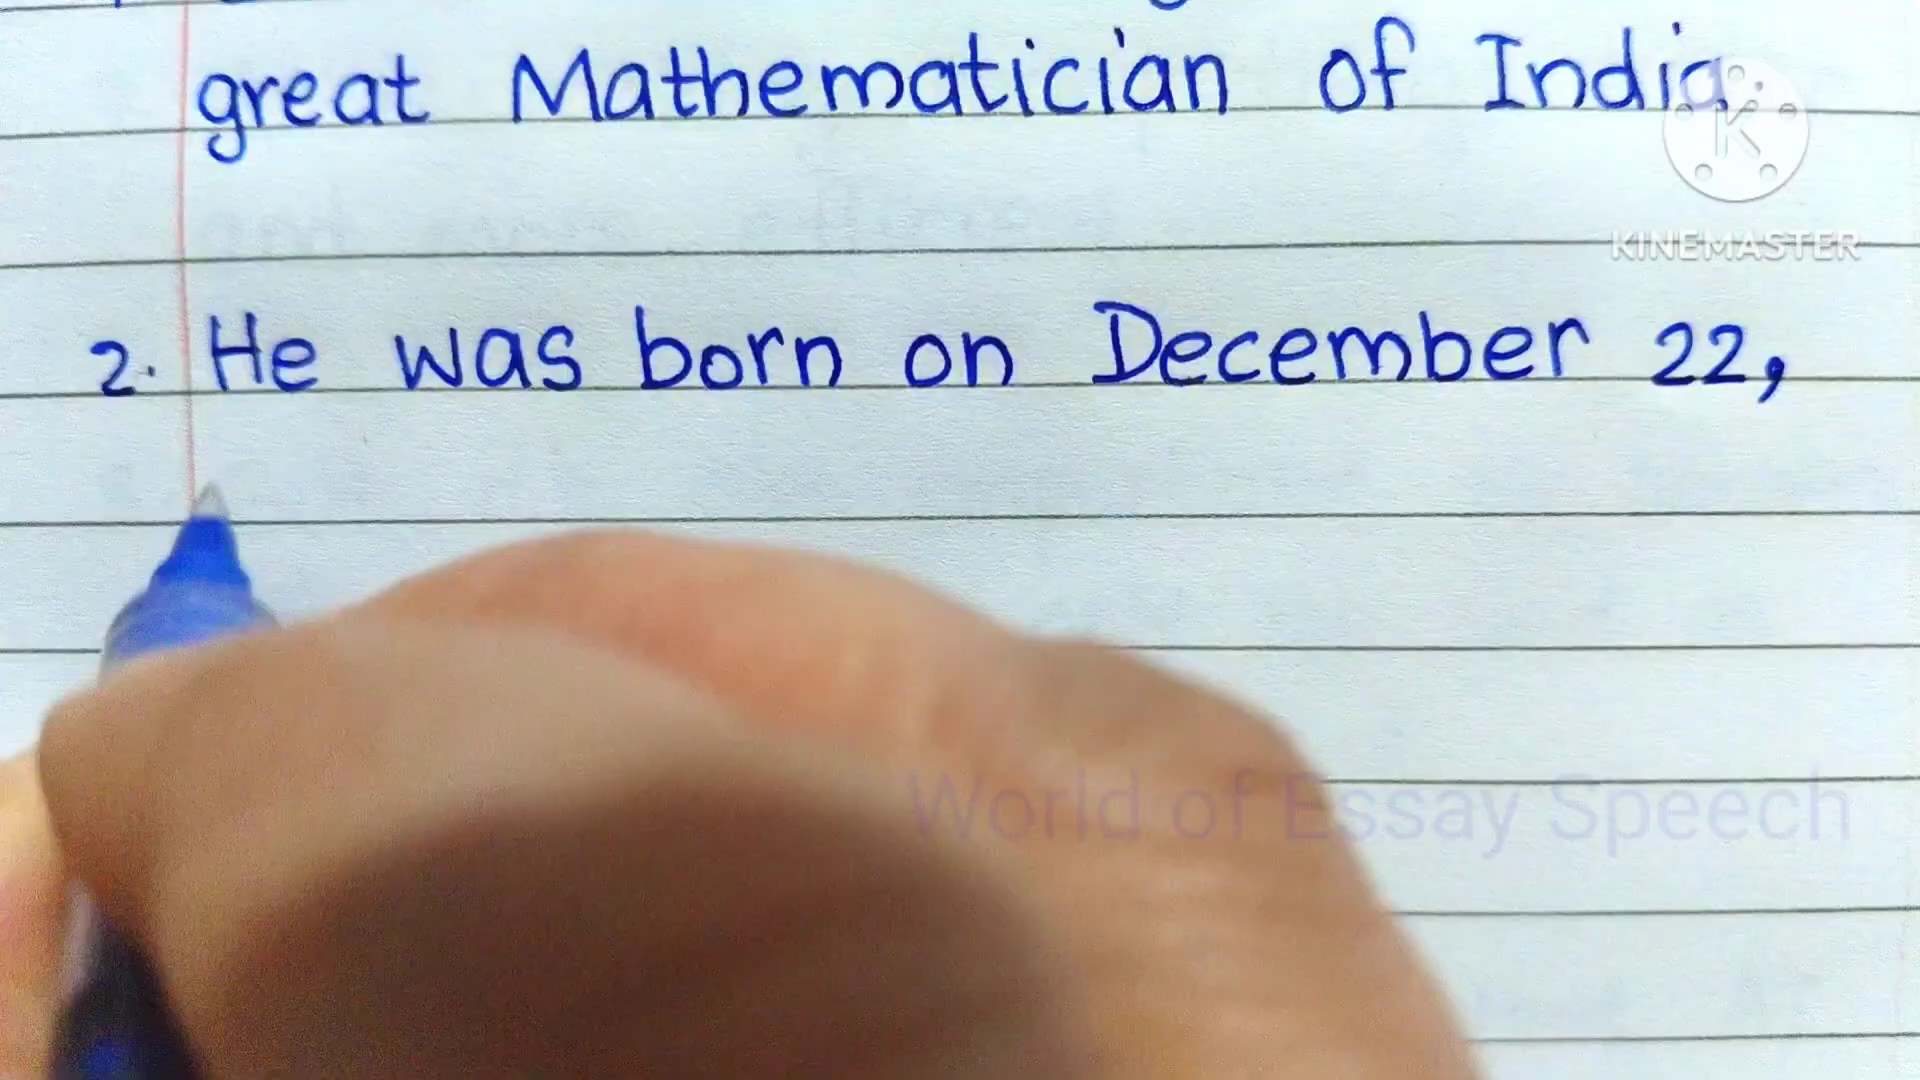 great Mathematician of India.
KINEMASTER
2. He was born on December 22,
World of Essay Speech